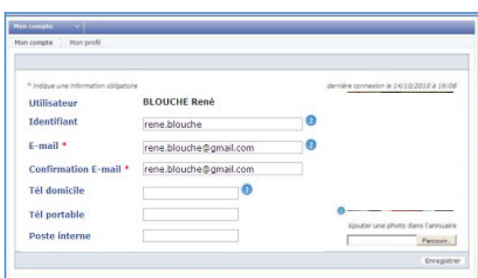 Mon compte
Mon compte Mon profil
* Indique une information obligatoire
dernière connexion le 14/10/2010 à 16:08
Utilisateur BLOUCHE René
Identifiant rene.blouche
E-mail * rene.blouche@gmail.com
Confirmation E-mail * rene.blouche@gmail.com
Tél domicile
Tél portable
Poste interne
Ajouter une photo dans l'annuaire
Parcourir...
Enregistrer